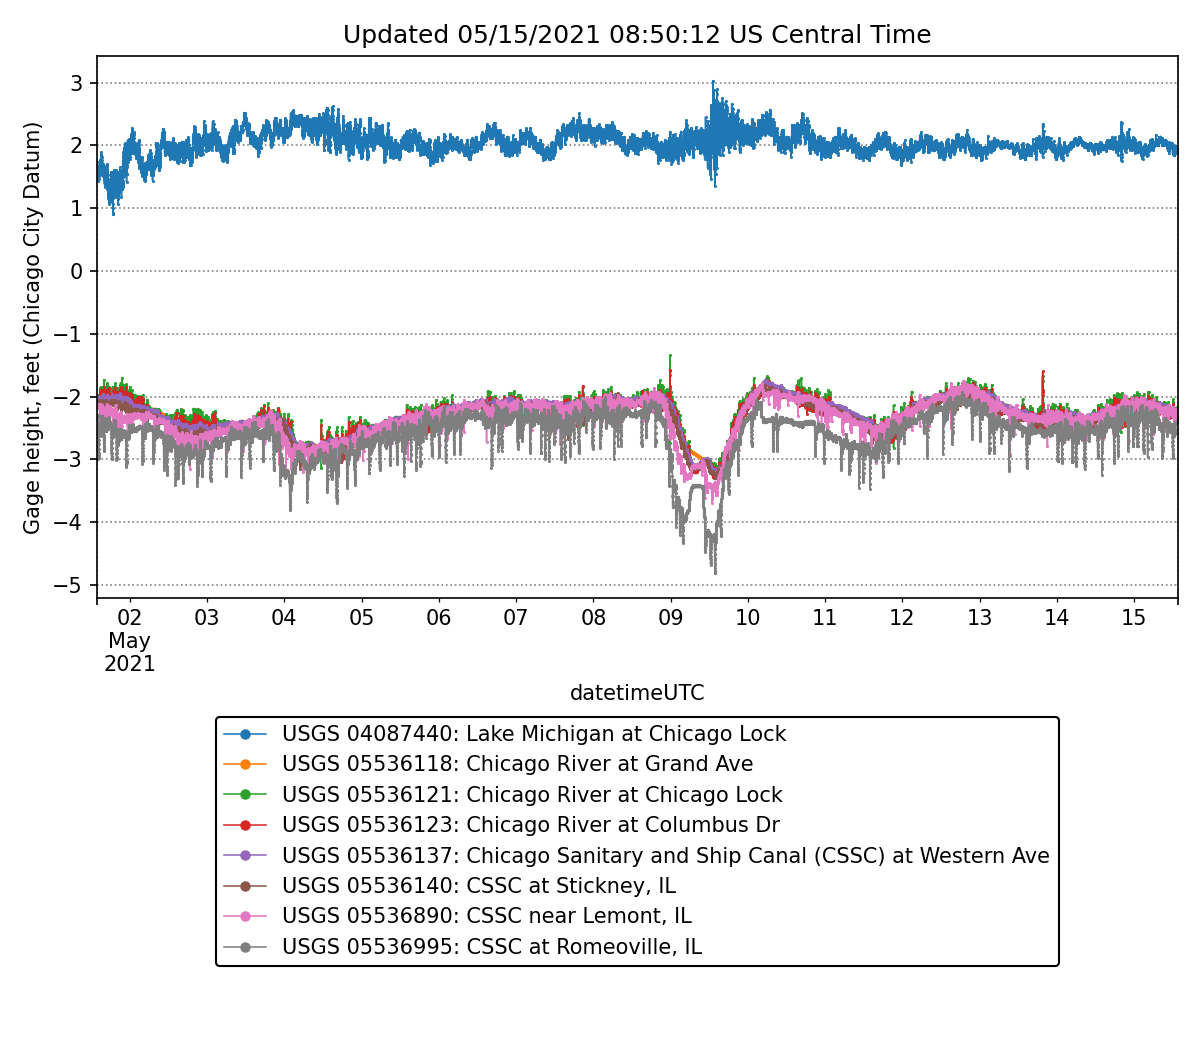 Updated 05/15/2021 08:50:12 US Central Time
Gage height, feet (Chicago City Datum)
3
2
1
0
−1
−2
−3
−4
−5
02 03 04 05 06 07 08 09 10 11 12 13 14 15
May
2021
datetimeUTC
USGS 04087440: Lake Michigan at Chicago Lock
USGS 05536118: Chicago River at Grand Ave
USGS 05536121: Chicago River at Chicago Lock
USGS 05536123: Chicago River at Columbus Dr
USGS 05536137: Chicago Sanitary and Ship Canal (CSSC) at Western Ave
USGS 05536140: CSSC at Stickney, IL
USGS 05536890: CSSC near Lemont, IL
USGS 05536995: CSSC at Romeoville, IL